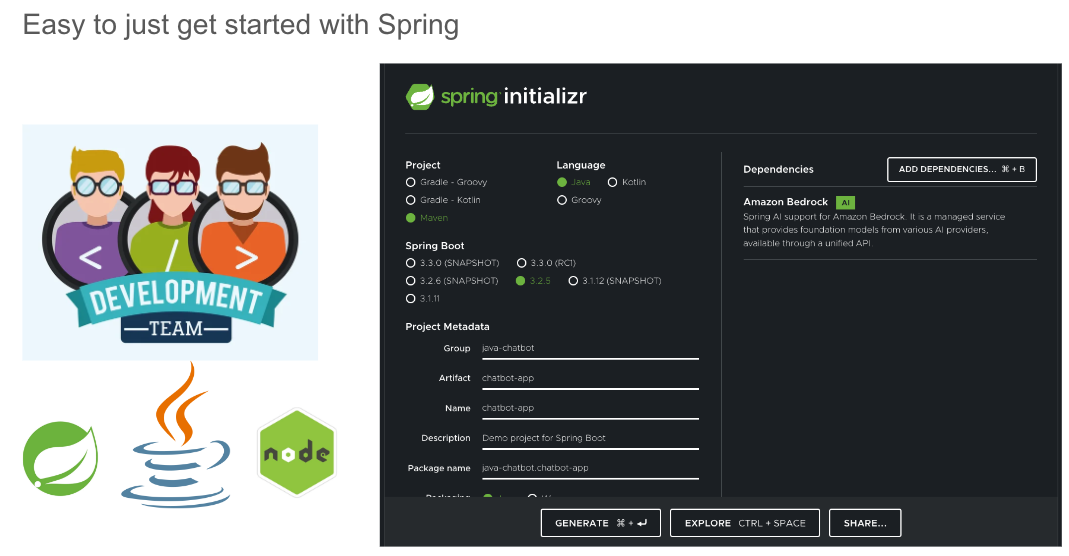 Easy to just get started with Spring
< / >
DEVELOPMENT
TEAM
node
spring initializr
Project
Gradle - Groovy
Gradle - Kotlin
Maven
Language
Java Kotlin
Groovy
Spring Boot
3.3.0 (SNAPSHOT) 3.3.0 (RC1)
3.2.6 (SNAPSHOT) 3.2.5 3.1.12 (SNAPSHOT)
3.1.11
Project Metadata
Group java-chatbot
Artifact chatbot-app
Name chatbot-app
Description Demo project for Spring Boot
Package name java-chatbot.chatbot-app
Dependencies
ADD DEPENDENCIES... ⌘ + B
Amazon Bedrock AI
Spring AI support for Amazon Bedrock. It is a managed service
that provides foundation models from various AI providers,
available through a unified API.
GENERATE ⌘ + ↵
EXPLORE CTRL + SPACE
SHARE...